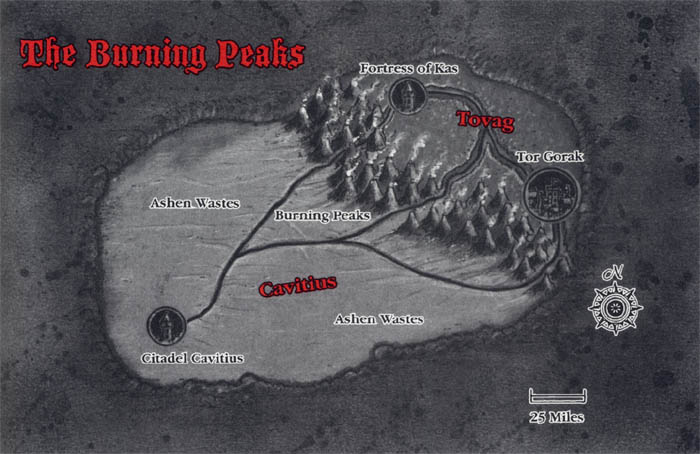 The Burning Peaks
Fortress of Kas
Tovag
Tor Gorak
Ashen Wastes
Burning Peaks
N
Cavitius
Ashen Wastes
Citadel Cavitius
25 Miles